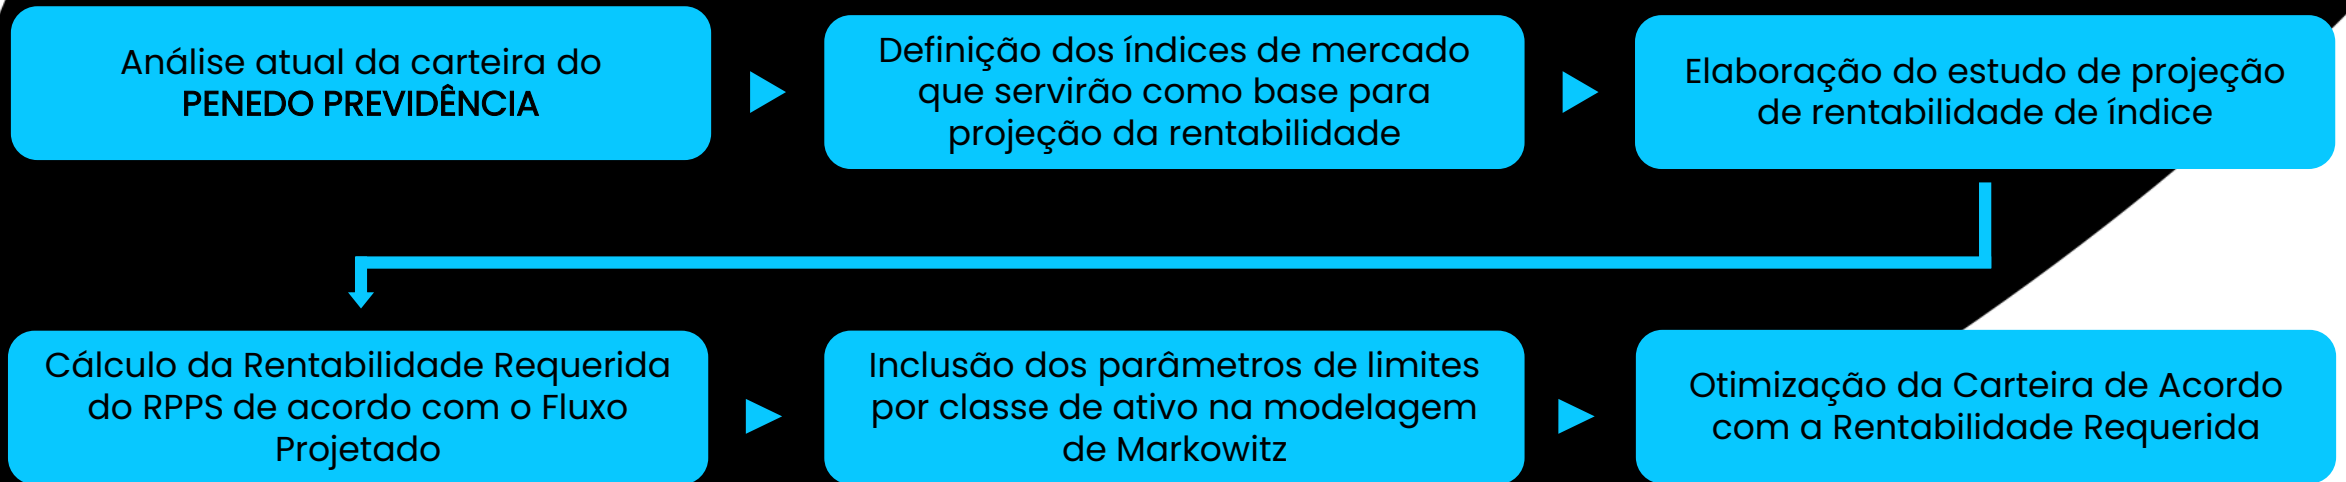 Análise atual da carteira do
PENEDO PREVIDÊNCIA
Definição dos índices de mercado
que servirão como base para
projeção da rentabilidade
Elaboração do estudo de projeção
de rentabilidade de índice
Cálculo da Rentabilidade Requerida
do RPPS de acordo com o Fluxo
Projetado
Inclusão dos parâmetros de limites
por classe de ativo na modelagem
de Markowitz
Otimização da Carteira de Acordo
com a Rentabilidade Requerida